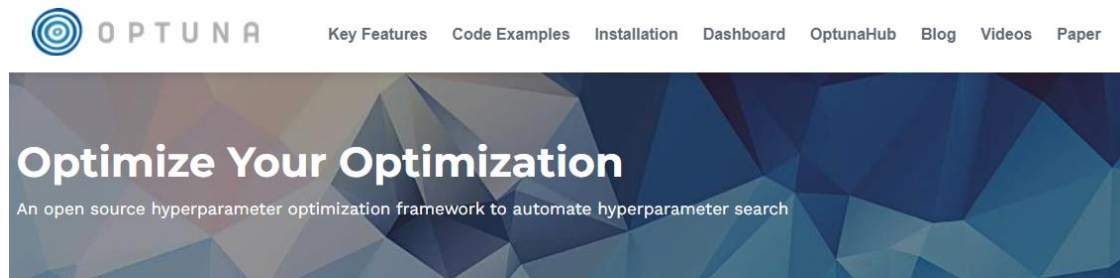 OPTUNA
Key Features Code Examples Installation Dashboard OptunaHub Blog Videos Paper
Optimize Your Optimization
An open source hyperparameter optimization framework to automate hyperparameter search